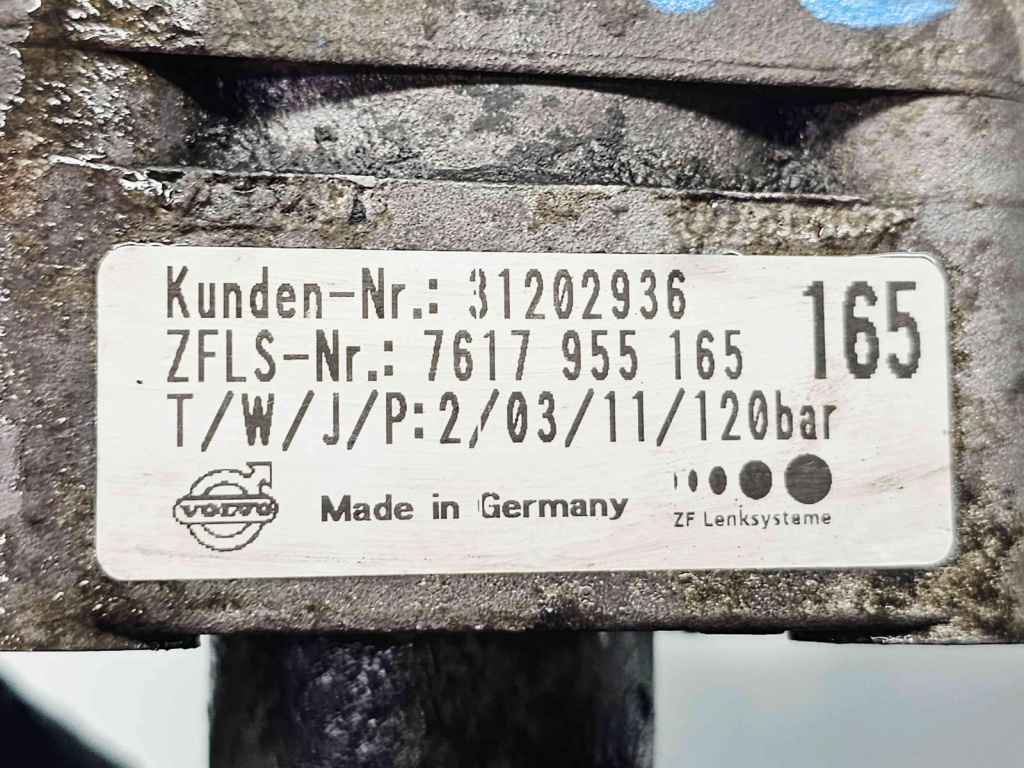 Kunden-Nr.: 31202936
165
ZFLS-Nr.: 7617 955 165
T/W/J/P:2/03/11/120bar
VOLVO
Made in Germany
ZF Lenksysteme